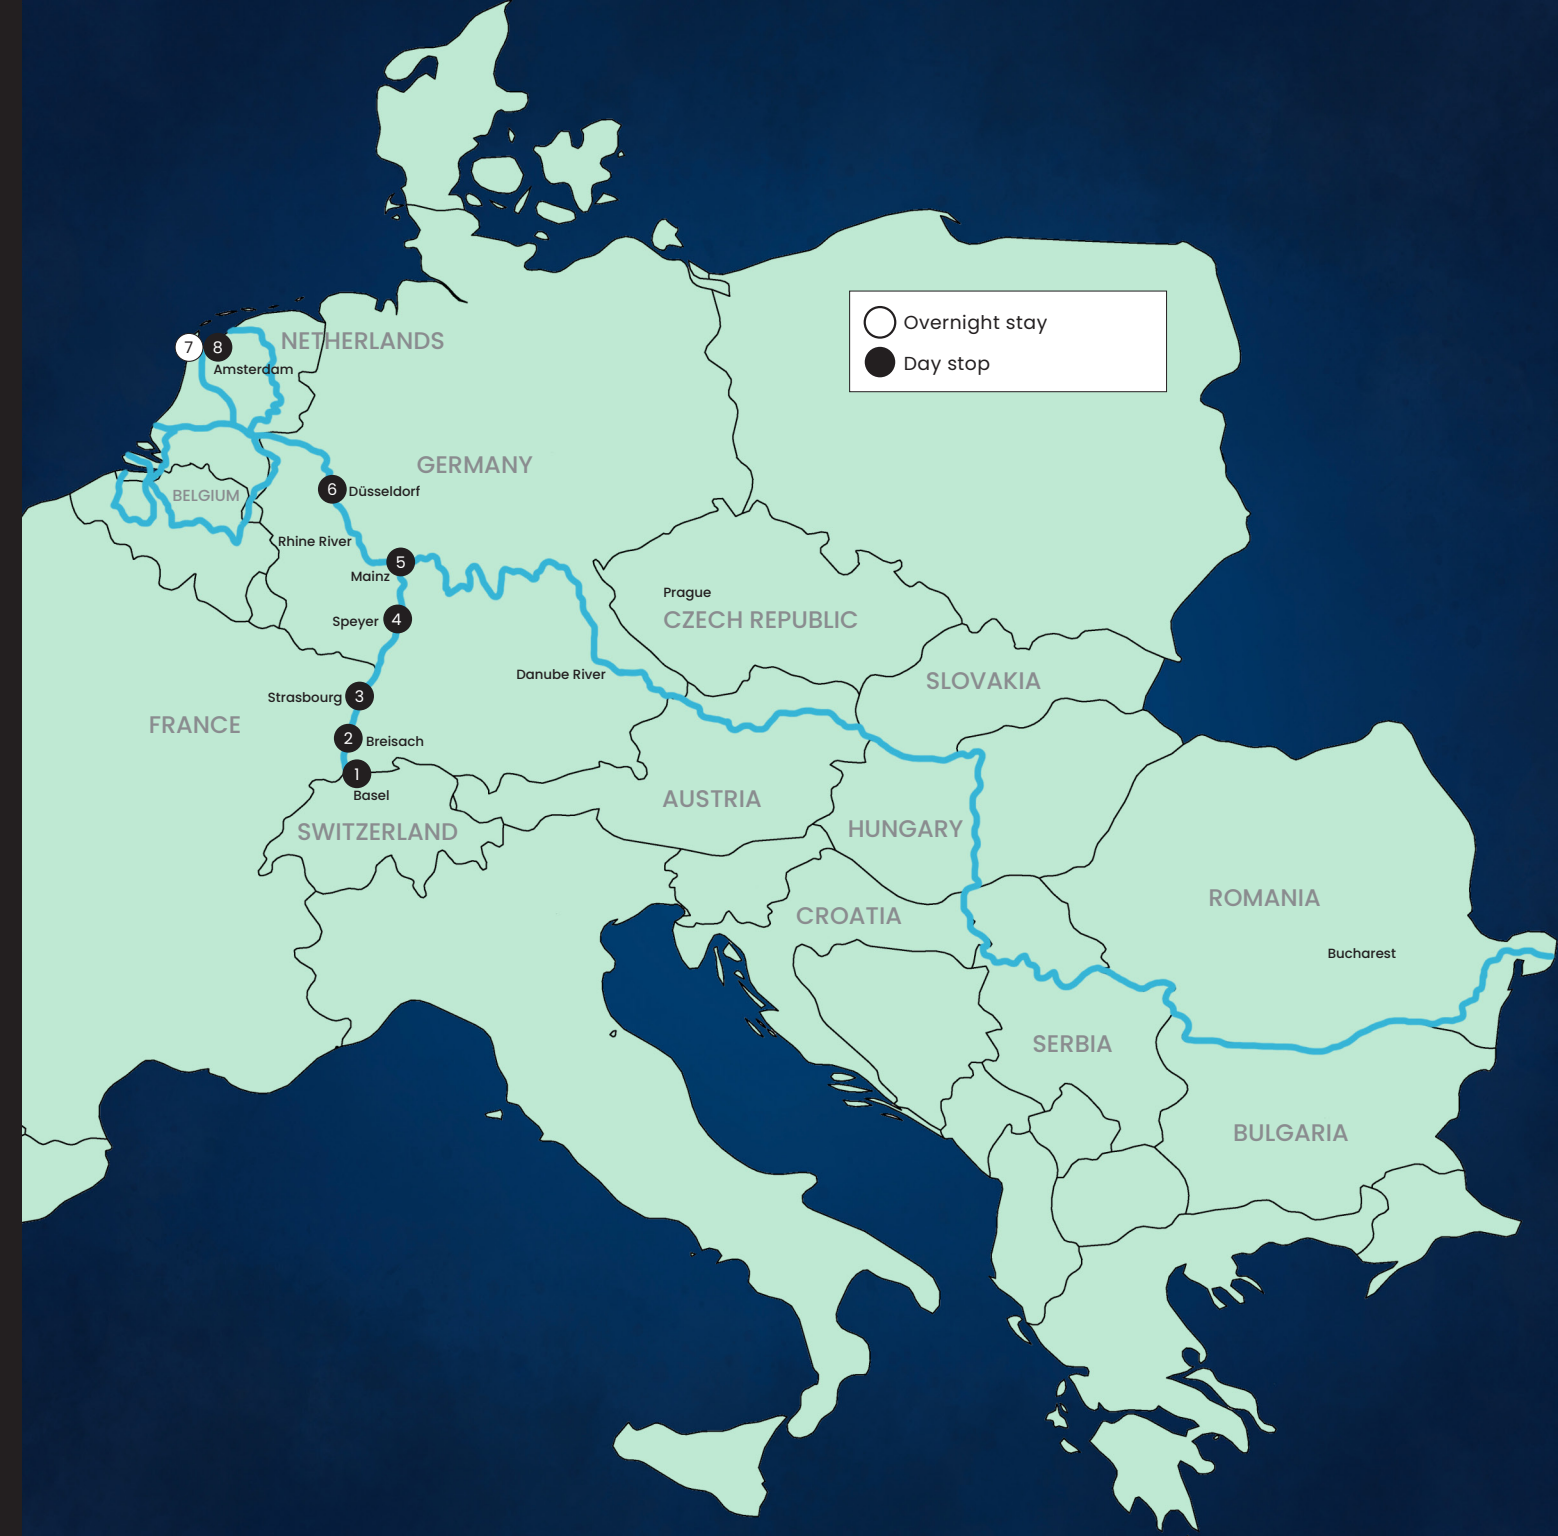 Overnight stay
Day stop
7
8
NETHERLANDS
Amsterdam
GERMANY
6
Düsseldorf
BELGIUM
Rhine River
5
Mainz
Prague
CZECH REPUBLIC
4
Speyer
Danube River
SLOVAKIA
3
Strasbourg
FRANCE
2
Breisach
1
Basel
AUSTRIA
SWITZERLAND
HUNGARY
ROMANIA
CROATIA
Bucharest
SERBIA
BULGARIA